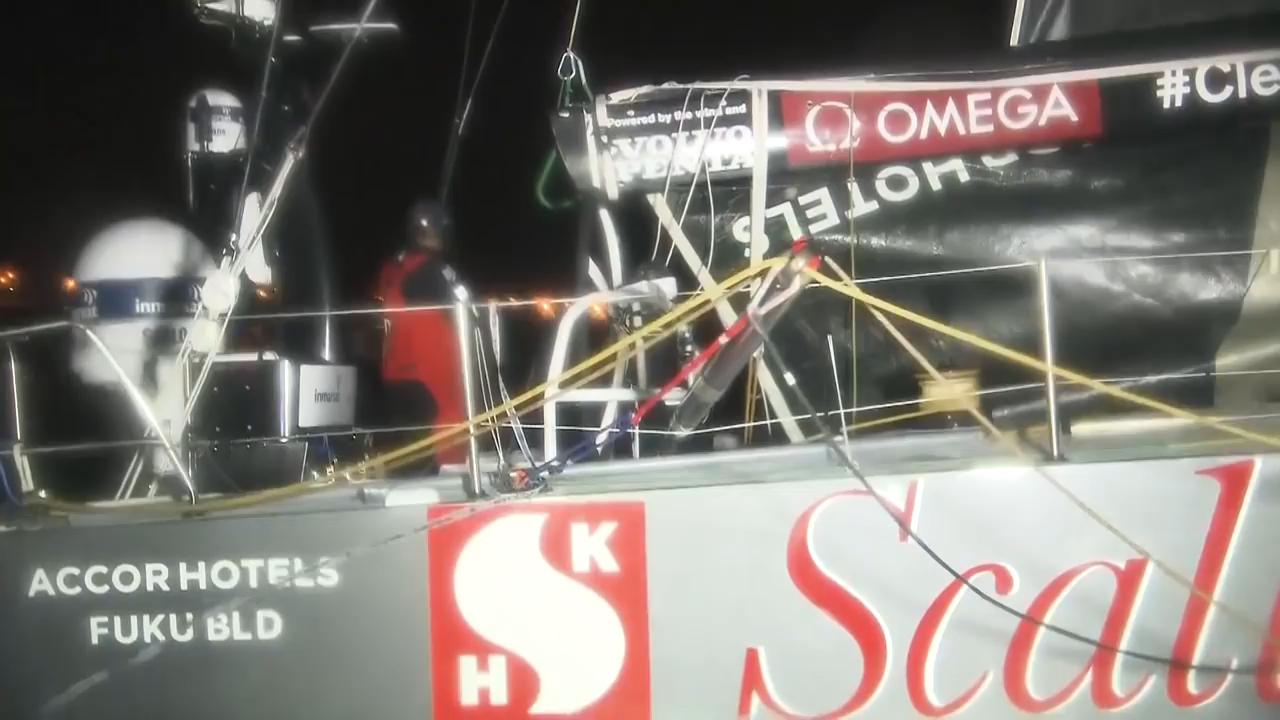 Powered by the wind and
VOLVO
PENTA
Ω OMEGA
#Cle
HOTELS
inmarsat
ACCOR HOTELS
FUKU BLD
S
K
H
Scal